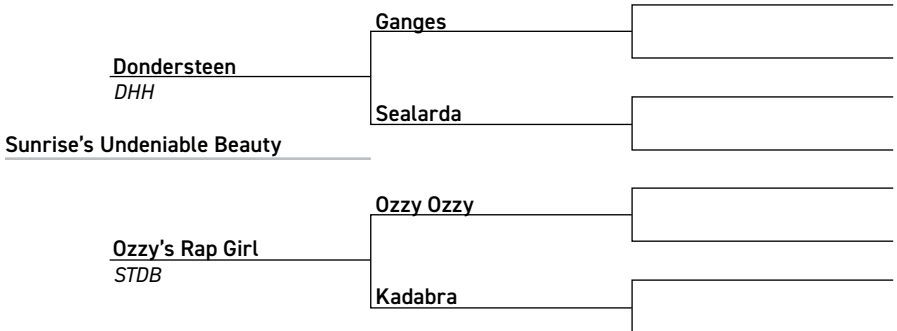 Ganges
Dondersteen
DHH
Sealarda
Sunrise's Undeniable Beauty
Ozzy Ozzy
Ozzy's Rap Girl
STDB
Kadabra